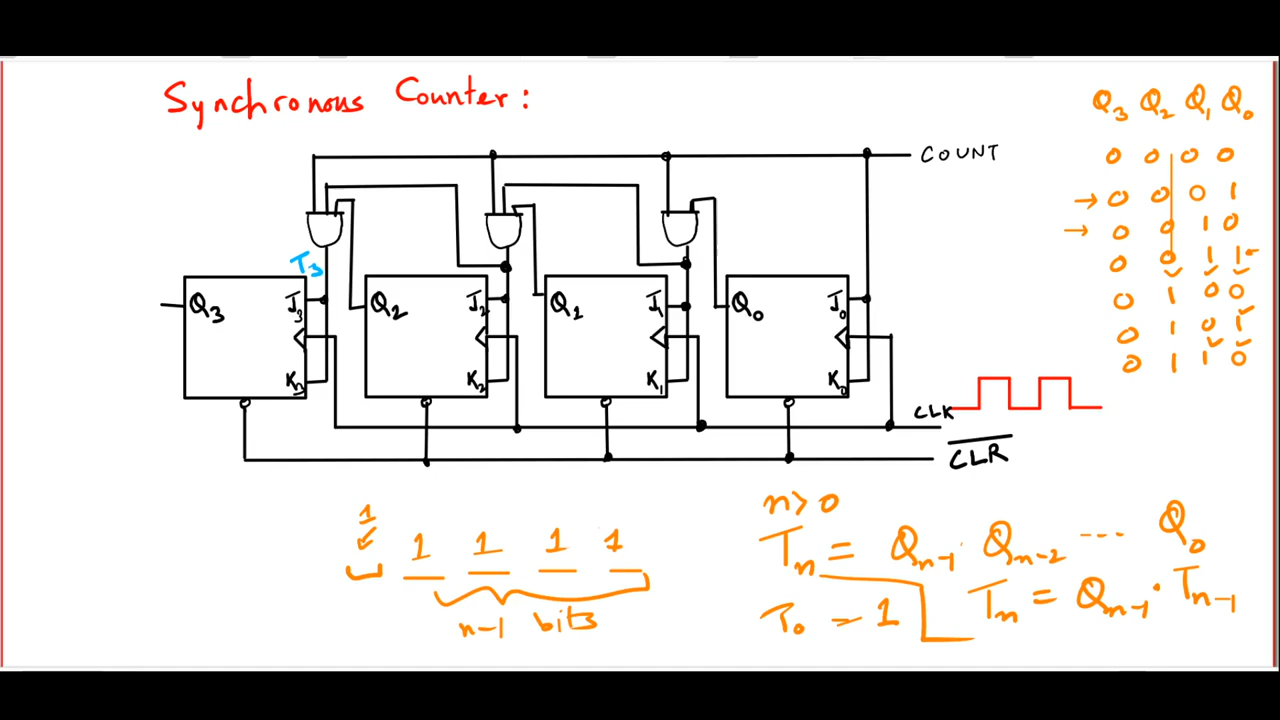 Synchronous Counter:
Q3 Q2 Q1 Q0
0 0 0 0
→ 0 0 0 1
→ 0 0 1 0
0 0 1 1
0 1 0 0
0 1 0 1
0 1 1 0
COUNT
T3
Q3 J3 Q2 J2 Q1 J1 Q0 J0
K3 K2 K1 K0
CLK
CLR
1
1 1 1 1
n-1 bits
n>0
Tn = Qn-1 . Qn-2 ... Q0
T0 = 1
Tn = Qn-1 . Tn-1